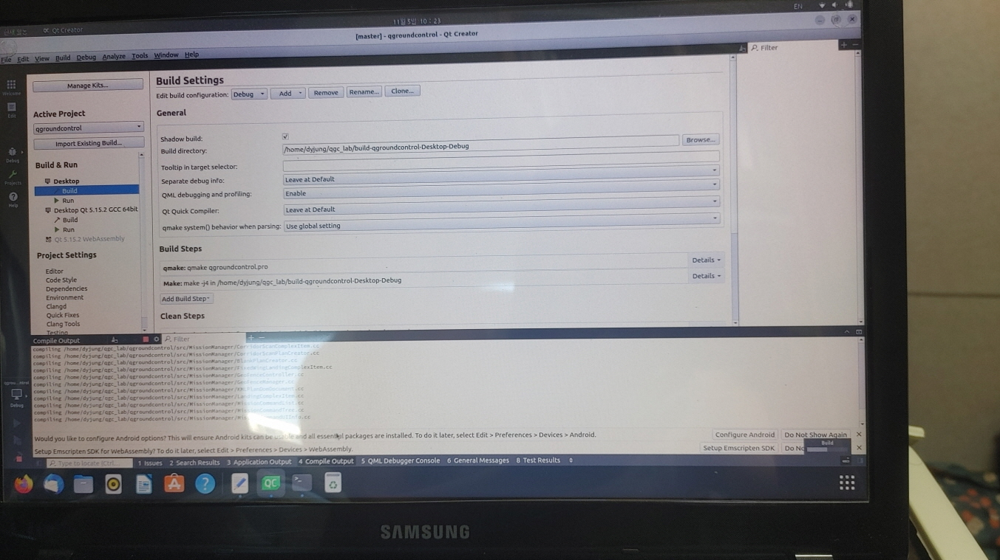 11월 5일 10:23
EN
Qt Creator
[master] - qgroundcontrol - Qt Creator
File Edit View Build Debug Analyze Tools Window Help
Filter
Welcome
Edit
Debug
Projects
Help
Manage Kits...
Active Project
qgroundcontrol
Import Existing Build...
Build & Run
Desktop
Build
Run
Desktop Qt 5.15.2 GCC 64bit
Build
Run
Qt 5.15.2 WebAssembly
Project Settings
Editor
Code Style
Dependencies
Environment
Clangd
Quick Fixes
Clang Tools
Testing
Build Settings
Edit build configuration: Debug Add Remove Rename... Clone...
General
Shadow build:
Build directory: /home/dyjung/qgc_lab/build-qgroundcontrol-Desktop-Debug Browse...
Tooltip in target selector:
Separate debug info: Leave at Default
QML debugging and profiling: Enable
Qt Quick Compiler: Leave at Default
qmake system() behavior when parsing: Use global setting
Build Steps
qmake: qmake qgroundcontrol.pro Details
Make: make -j4 in /home/dyjung/qgc_lab/build-qgroundcontrol-Desktop-Debug Details
Add Build Step
Clean Steps
Compile Output Filter
compiling /home/dyjung/qgc_lab/qgroundcontrol/src/MissionManager/CorridorScanComplexItem.cc
compiling /home/dyjung/qgc_lab/qgroundcontrol/src/MissionManager/CorridorScanPlanCreator.cc
compiling /home/dyjung/qgc_lab/qgroundcontrol/src/MissionManager/BlankPlanCreator.cc
compiling /home/dyjung/qgc_lab/qgroundcontrol/src/MissionManager/FixedWingLandingComplexItem.cc
compiling /home/dyjung/qgc_lab/qgroundcontrol/src/MissionManager/GeoFenceController.cc
compiling /home/dyjung/qgc_lab/qgroundcontrol/src/MissionManager/GeoFenceManager.cc
compiling /home/dyjung/qgc_lab/qgroundcontrol/src/MissionManager/KMLPlanDomDocument.cc
compiling /home/dyjung/qgc_lab/qgroundcontrol/src/MissionManager/LandingComplexItem.cc
compiling /home/dyjung/qgc_lab/qgroundcontrol/src/MissionManager/MissionCommandList.cc
compiling /home/dyjung/qgc_lab/qgroundcontrol/src/MissionManager/MissionCommandTree.cc
compiling /home/dyjung/qgc_lab/qgroundcontrol/src/MissionManager/MissionCommandUIInfo.cc
Debug
Would you like to configure Android options? This will ensure Android kits can be usable and all essential packages are installed. To do it later, select Edit > Preferences > Devices > Android. Configure Android Do Not Show Again
Setup Emscripten SDK for WebAssembly? To do it later, select Edit > Preferences > Devices > WebAssembly. Setup Emscripten SDK Do No
Build
Type to locate (Ctrl... 1 Issues 2 Search Results 3 Application Output 4 Compile Output 5 QML Debugger Console 6 General Messages 8 Test Results
QC
SAMSUNG